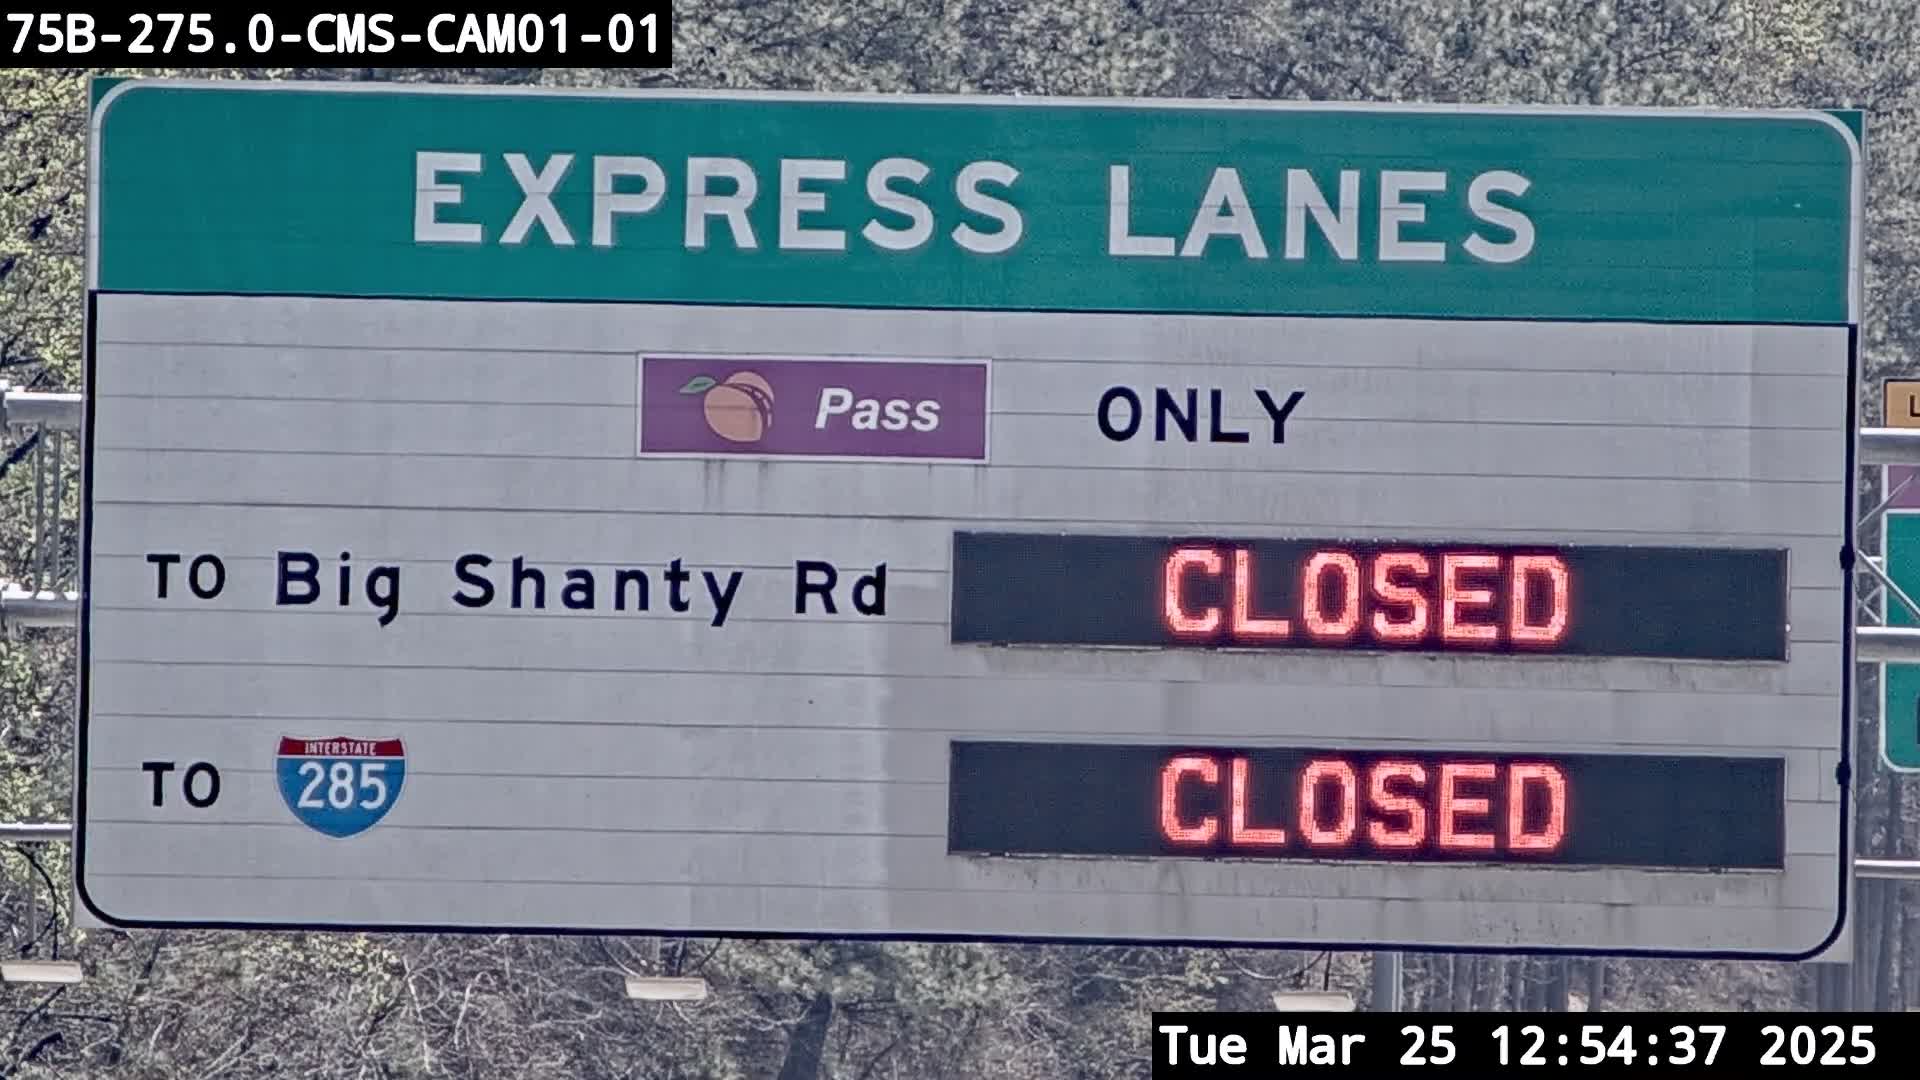 75B-275.0-CMS-CAM01-01
EXPRESS LANES
Pass ONLY
TO Big Shanty Rd CLOSED
TO INTERSTATE 285 CLOSED
Tue Mar 25 12:54:37 2025